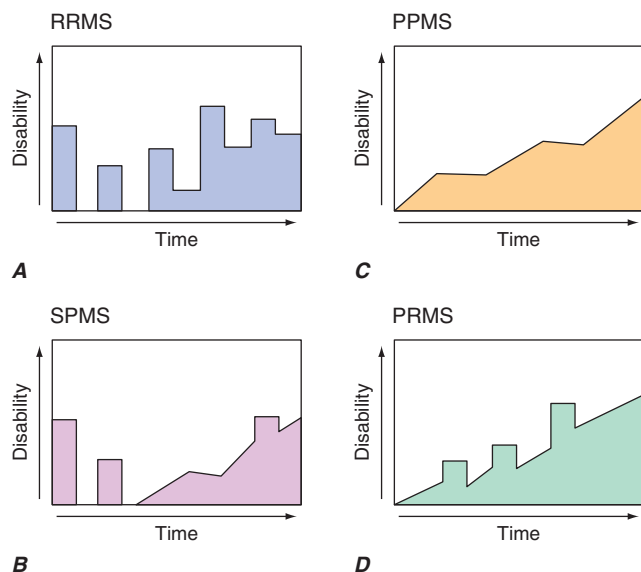 RRMS
Disability
Time
A
PPMS
Disability
Time
C
SPMS
Disability
Time
B
PRMS
Disability
Time
D